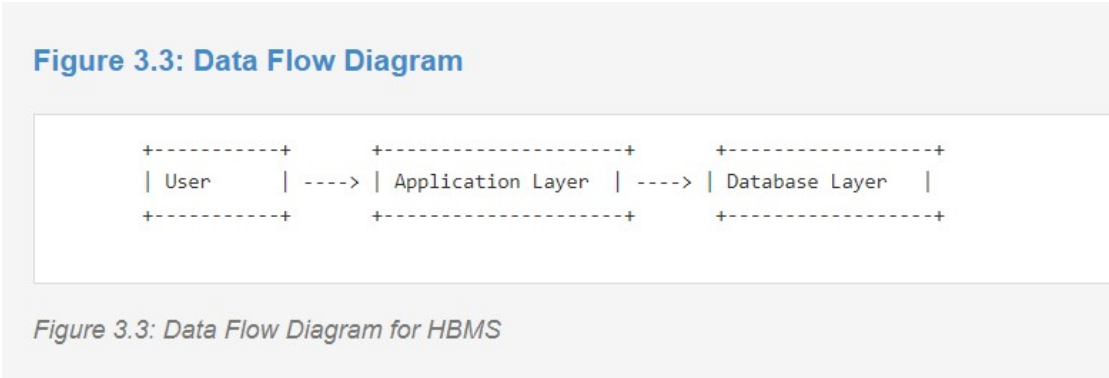 Figure 3.3: Data Flow Diagram
+-----------+       +---------------------+       +------------------+
| User      | ----> | Application Layer  | ----> | Database Layer   |
+-----------+       +---------------------+       +------------------+
Figure 3.3: Data Flow Diagram for HBMS